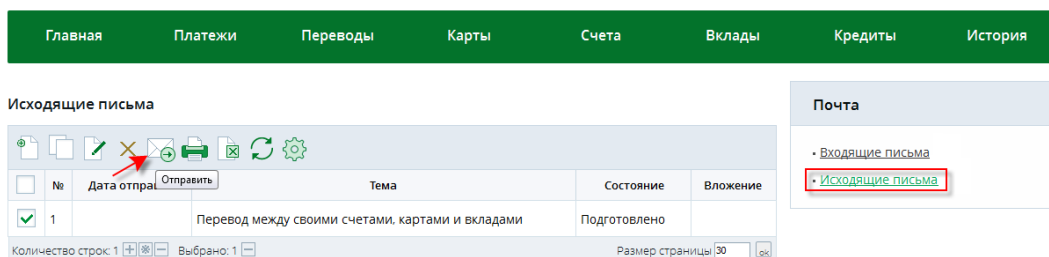 Главная Платежи Переводы Карты Счета Вклады Кредиты История
Исходящие письма
Отправить
№ Дата отпра Тема Состояние Вложение
1 Перевод между своими счетами, картами и вкладами Подготовлено
Количество строк: 1 Выбрано: 1 Размер страницы 30 ok
Почта
Входящие письма
Исходящие письма